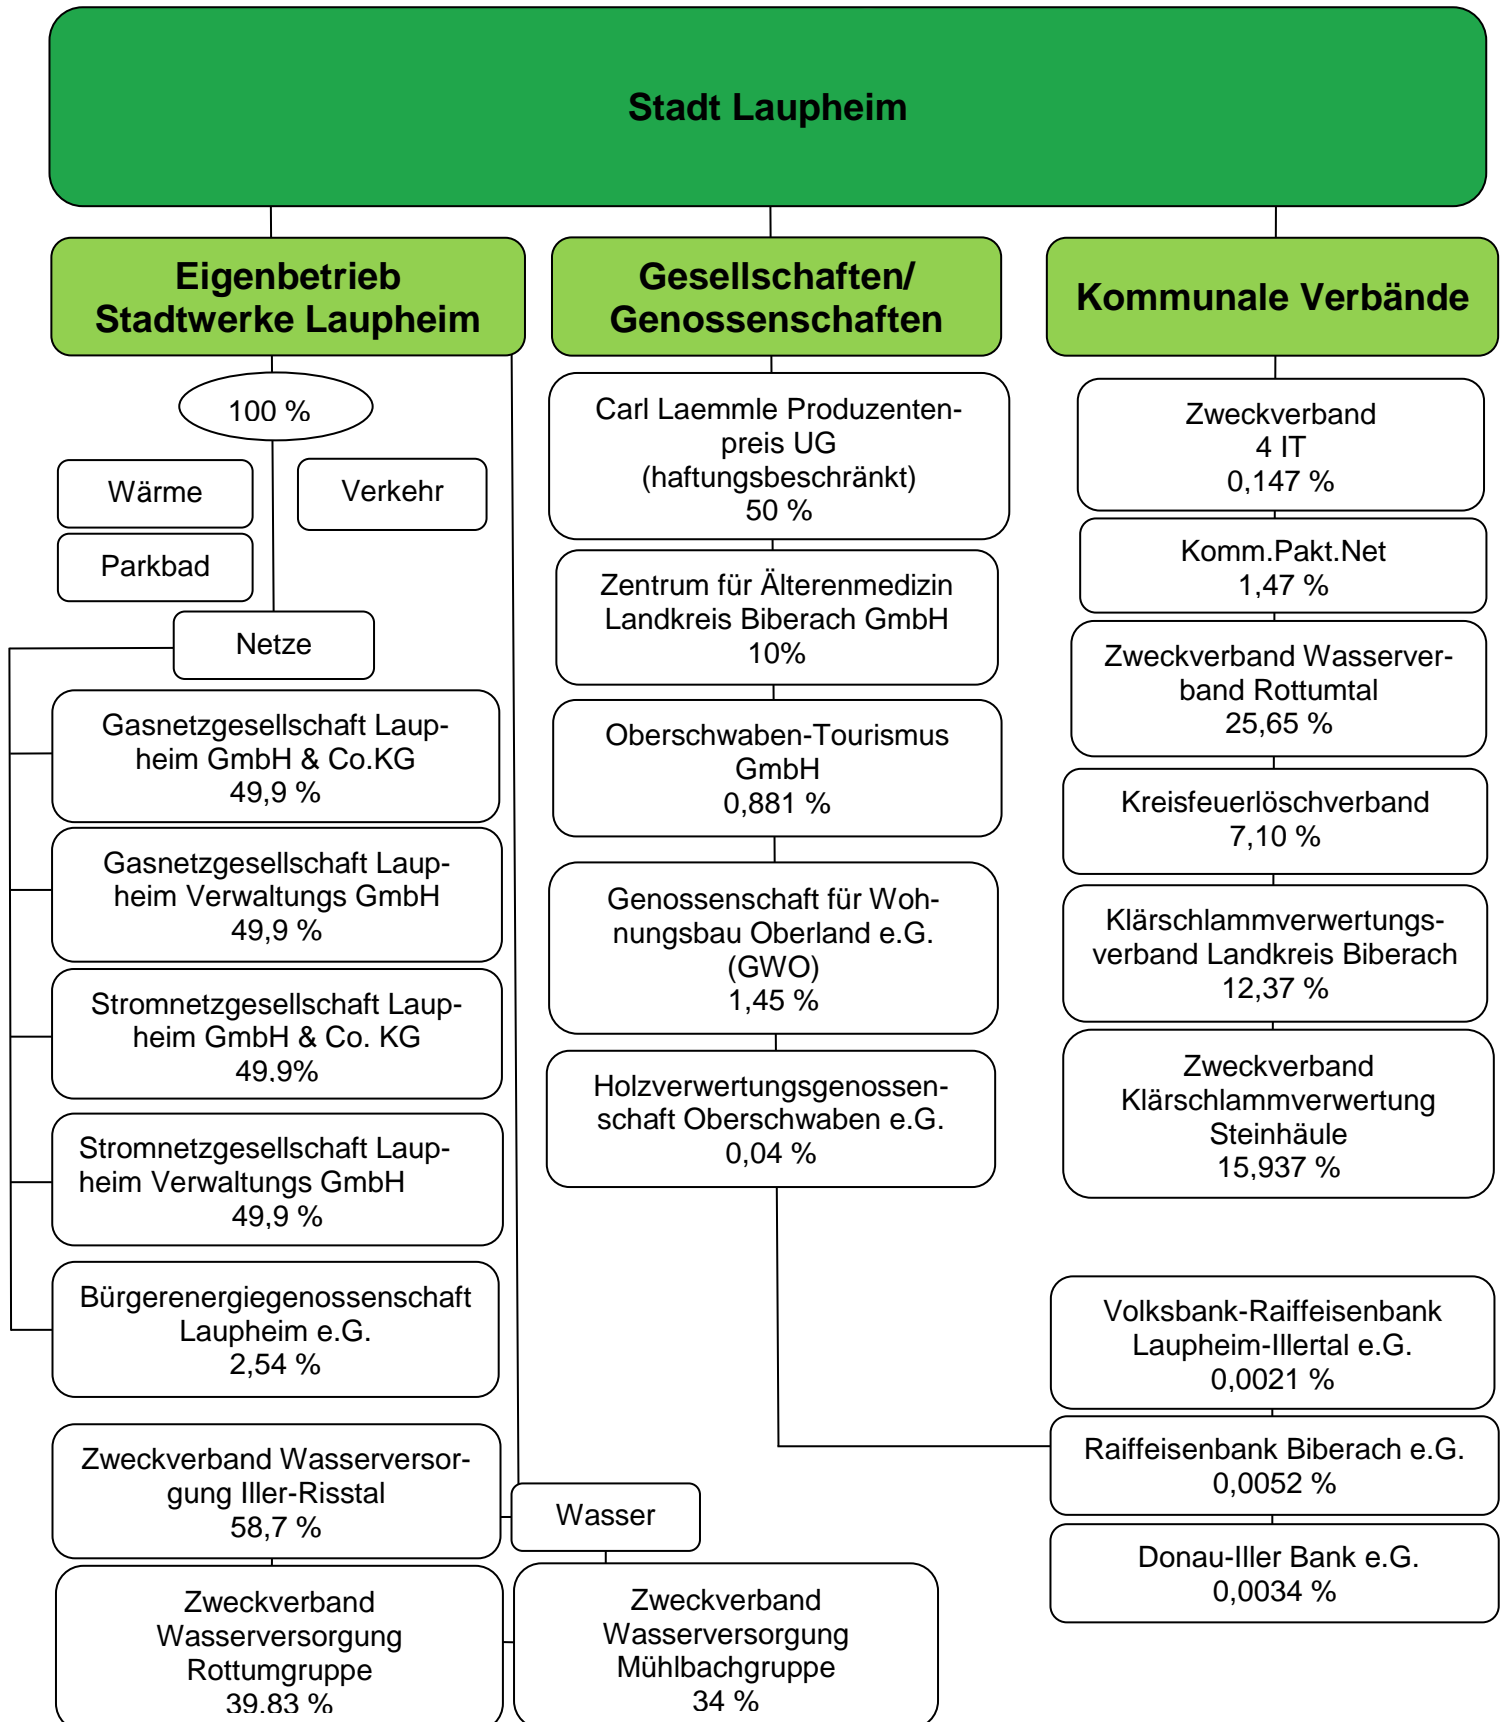 Stadt Laupheim
Eigenbetrieb
Stadtwerke Laupheim
100 %
Wärme
Verkehr
Parkbad
Netze
Gasnetzgesellschaft Laup-
heim GmbH & Co.KG
49,9 %
Gasnetzgesellschaft Laup-
heim Verwaltungs GmbH
49,9 %
Stromnetzgesellschaft Laup-
heim GmbH & Co. KG
49,9%
Stromnetzgesellschaft Laup-
heim Verwaltungs GmbH
49,9 %
Bürgerenergiegenossenschaft
Laupheim e.G.
2,54 %
Zweckverband Wasserversor-
gung Iller-Risstal
58,7 %
Wasser
Zweckverband
Wasserversorgung
Rottumgruppe
39,83 %
Zweckverband
Wasserversorgung
Mühlbachgruppe
34 %
Gesellschaften/
Genossenschaften
Carl Laemmle Produzenten-
preis UG
(haftungsbeschränkt)
50 %
Zentrum für Älterenmedizin
Landkreis Biberach GmbH
10%
Oberschwaben-Tourismus
GmbH
0,881 %
Genossenschaft für Woh-
nungsbau Oberland e.G.
(GWO)
1,45 %
Holzverwertungsgenossen-
schaft Oberschwaben e.G.
0,04 %
Kommunale Verbände
Zweckverband
4 IT
0,147 %
Komm.Pakt.Net
1,47 %
Zweckverband Wasserver-
band Rottumtal
25,65 %
Kreisfeuerlöschverband
7,10 %
Klärschlammverwertungs-
verband Landkreis Biberach
12,37 %
Zweckverband
Klärschlammverwertung
Steinhäule
15,937 %
Volksbank-Raiffeisenbank
Laupheim-Illertal e.G.
0,0021 %
Raiffeisenbank Biberach e.G.
0,0052 %
Donau-Iller Bank e.G.
0,0034 %